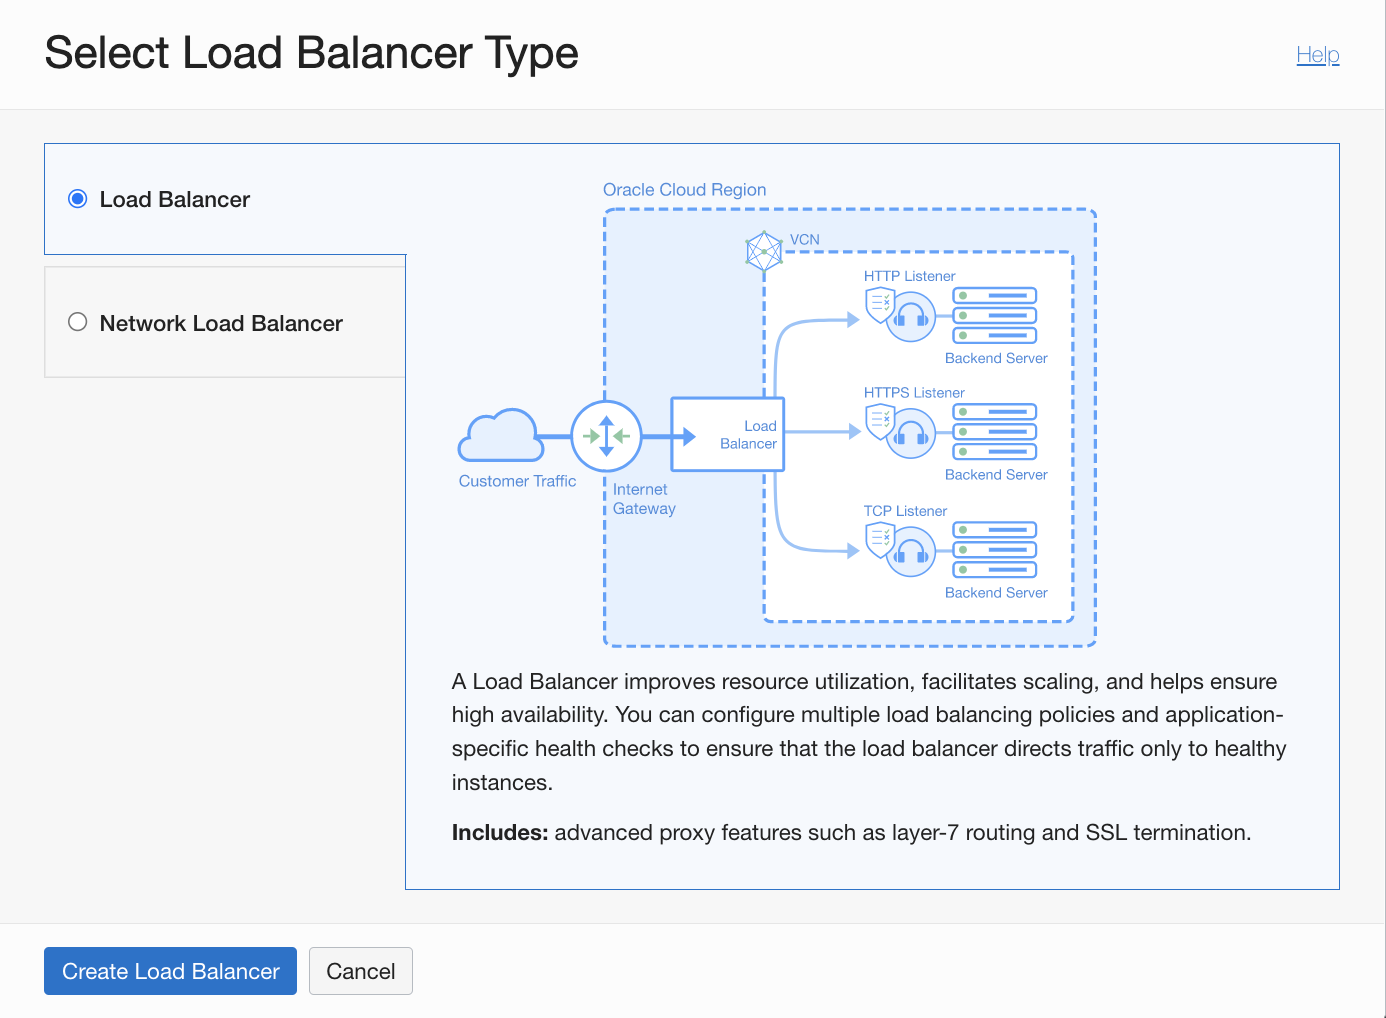 Select Load Balancer Type
Help
Load Balancer
Network Load Balancer
Oracle Cloud Region
VCN
HTTP Listener
Backend Server
HTTPS Listener
Load
Balancer
Backend Server
Customer Traffic
Internet
Gateway
TCP Listener
Backend Server
A Load Balancer improves resource utilization, facilitates scaling, and helps ensure
high availability. You can configure multiple load balancing policies and application-
specific health checks to ensure that the load balancer directs traffic only to healthy
instances.
Includes: advanced proxy features such as layer-7 routing and SSL termination.
Create Load Balancer
Cancel